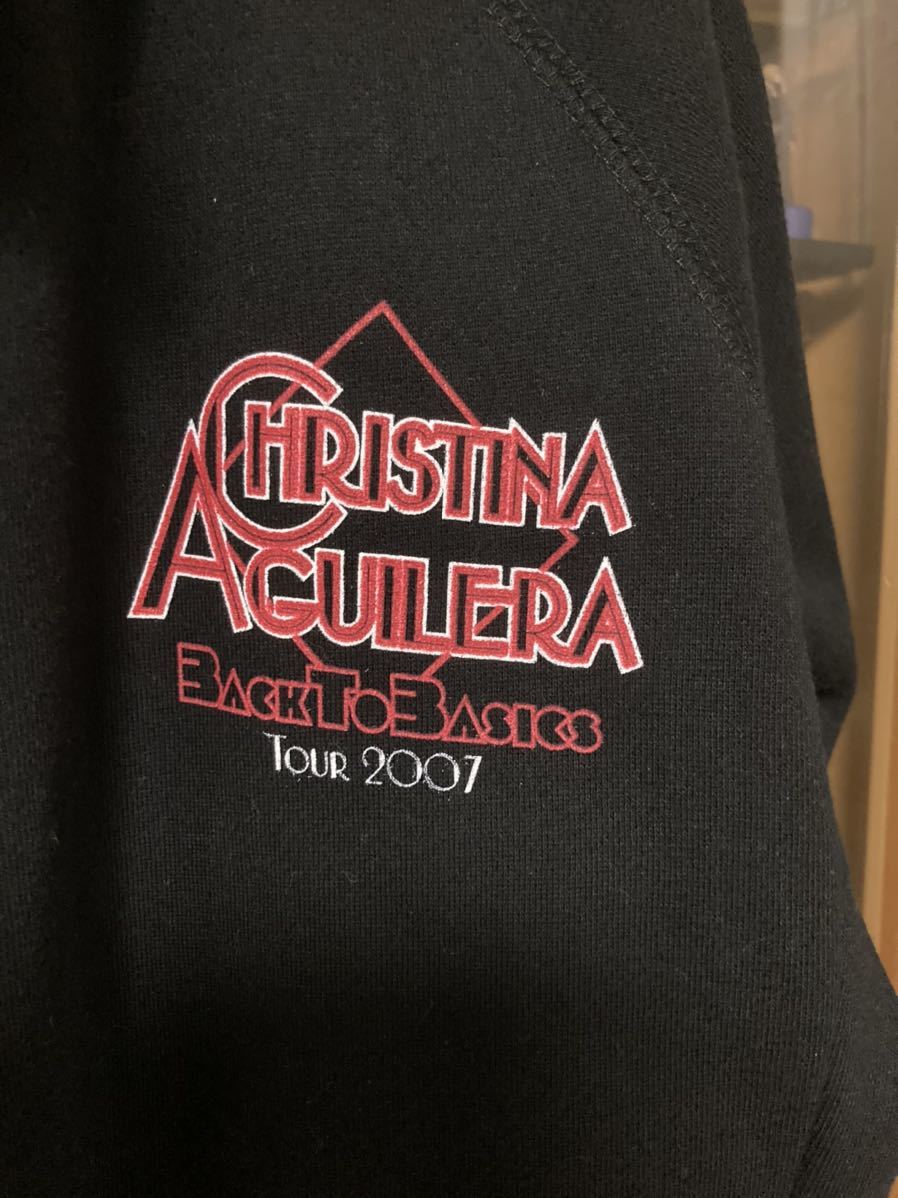 CHRISTINA
AGUILERA
BACK TO BASICS
TOUR 2007